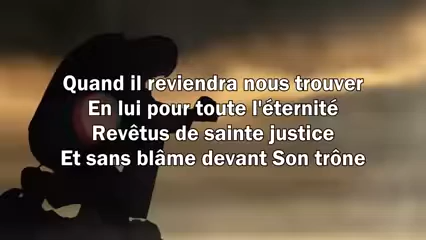 Quand il reviendra nous trouver
En lui pour toute l'éternité
Revêtus de sainte justice
Et sans blâme devant Son trône